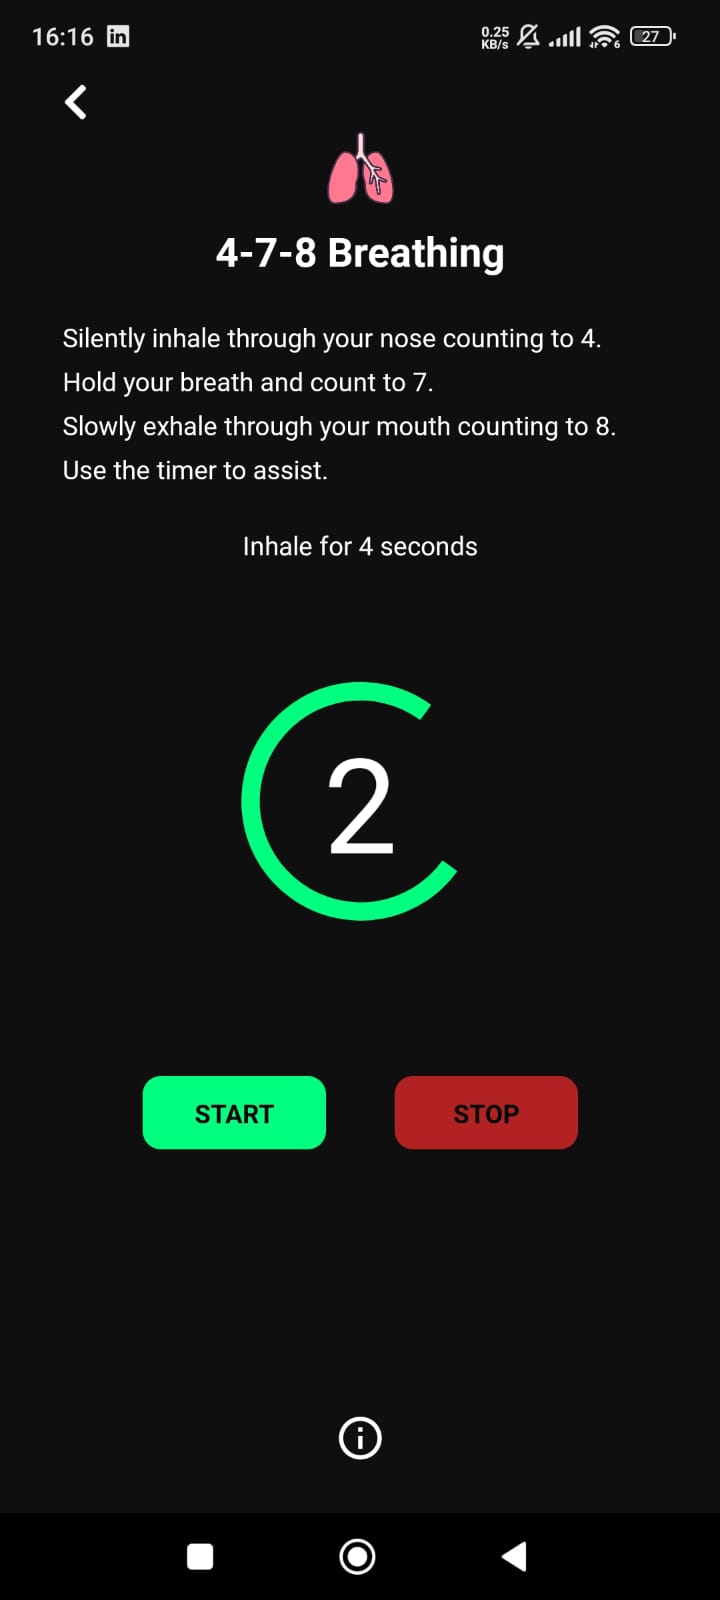 16:16 in
0.25
KB/s
6
27
4-7-8 Breathing
Silently inhale through your nose counting to 4.
Hold your breath and count to 7.
Slowly exhale through your mouth counting to 8.
Use the timer to assist.
Inhale for 4 seconds
2
START STOP